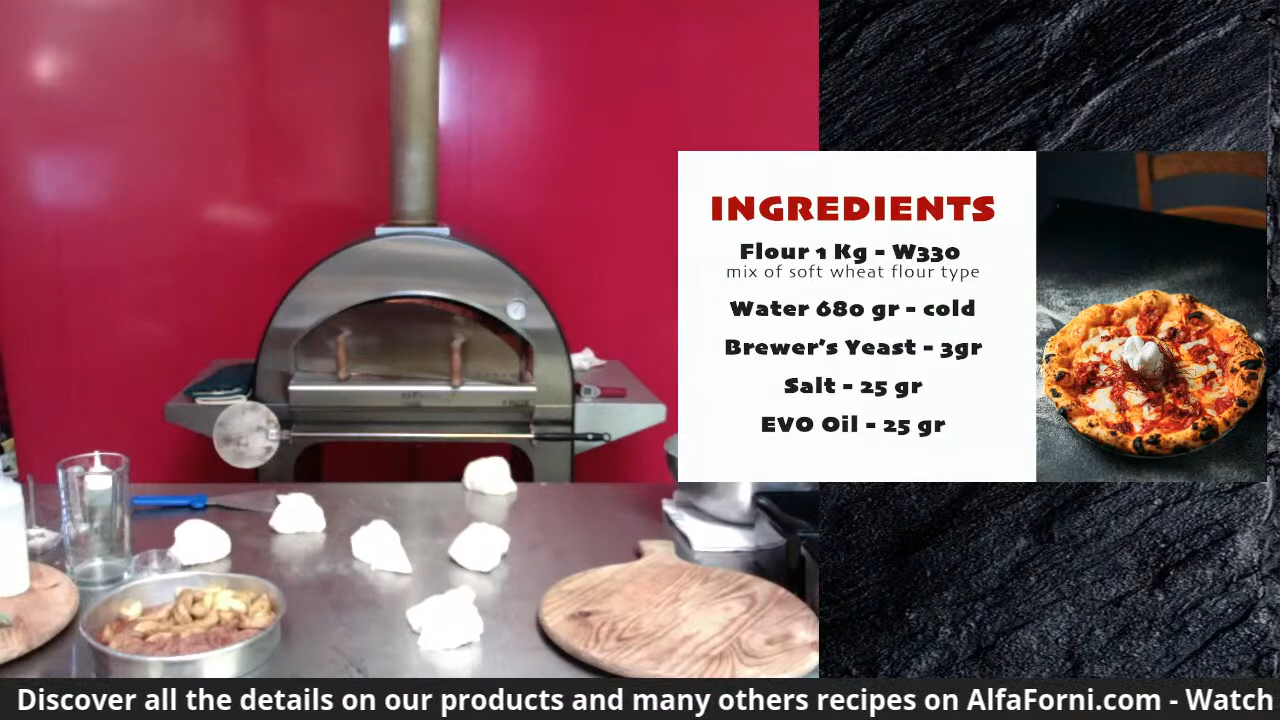 INGREDIENTS
Flour 1 Kg - W330
mix of soft wheat flour type
Water 680 gr - cold
Brewer's Yeast - 3gr
Salt - 25 gr
EVO Oil - 25 gr
Discover all the details on our products and many others recipes on AlfaForni.com - Watch